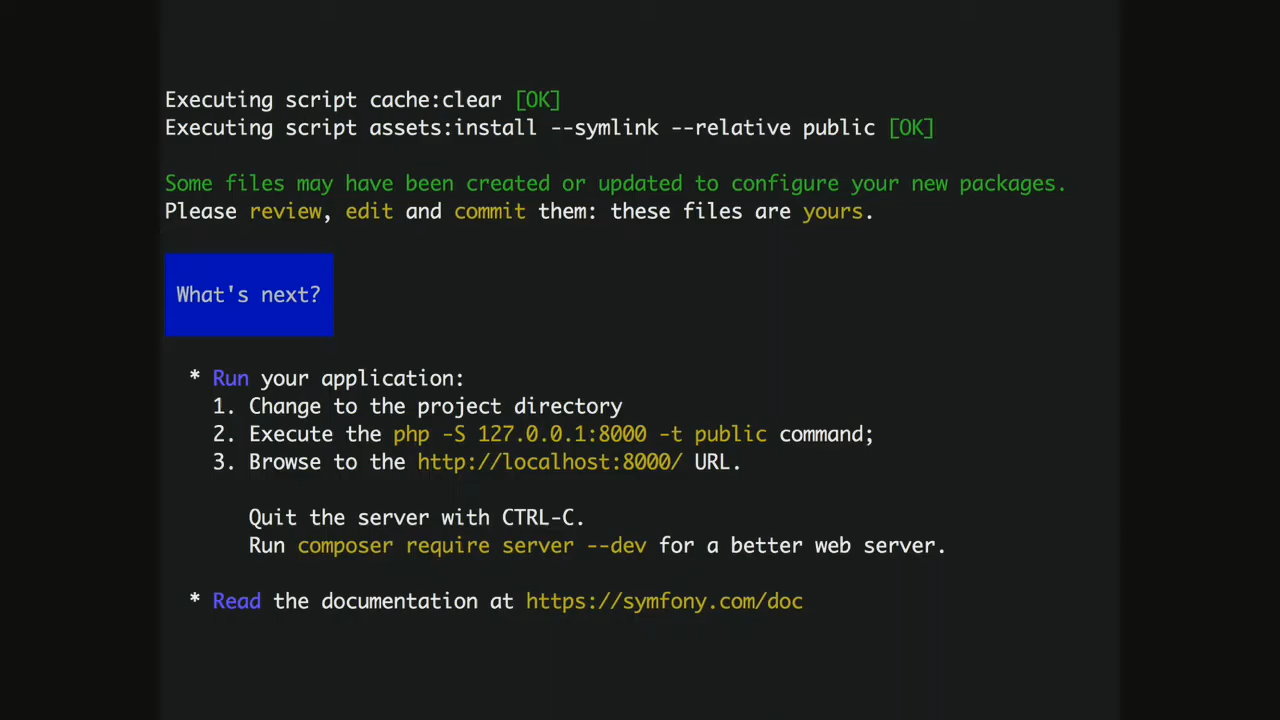 Executing script cache:clear [OK]
Executing script assets:install --symlink --relative public [OK]
Some files may have been created or updated to configure your new packages.
Please review, edit and commit them: these files are yours.
What's next?
* Run your application:
1. Change to the project directory
2. Execute the php -S 127.0.0.1:8000 -t public command;
3. Browse to the http://localhost:8000/ URL.
Quit the server with CTRL-C.
Run composer require server --dev for a better web server.
* Read the documentation at https://symfony.com/doc